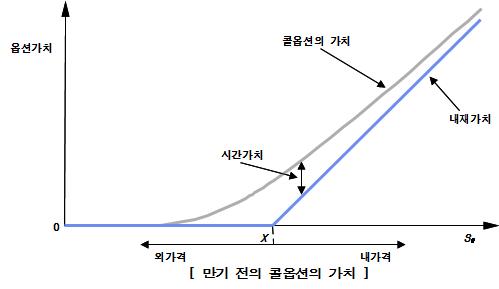 콜옵션의 가치
옵션가치
내재가치
시간가치
0
X
S₀
외가격
내가격
[ 만기 전의 콜옵션의 가치 ]